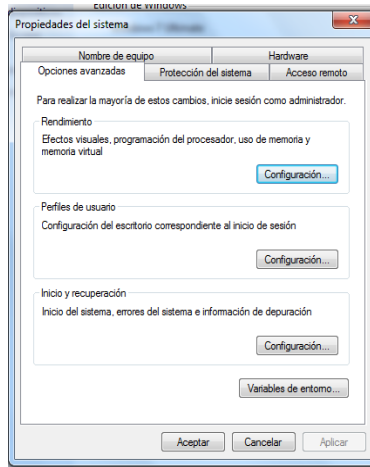 Edición de Windows
Propiedades del sistema
Nombre de equipo
Hardware
Opciones avanzadas
Protección del sistema
Acceso remoto
Para realizar la mayoría de estos cambios, inicie sesión como administrador.
Rendimiento
Efectos visuales, programación del procesador, uso de memoria y
memoria virtual
Configuración...
Perfiles de usuario
Configuración del escritorio correspondiente al inicio de sesión
Configuración...
Inicio y recuperación
Inicio del sistema, errores del sistema e información de depuración
Configuración...
Variables de entorno...
Aceptar
Cancelar
Aplicar